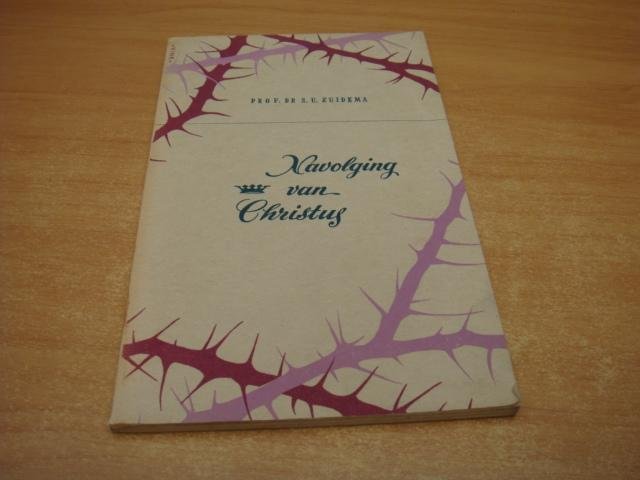 PROF. DR S. U. ZUIDEMA
Navolging
van
Christus